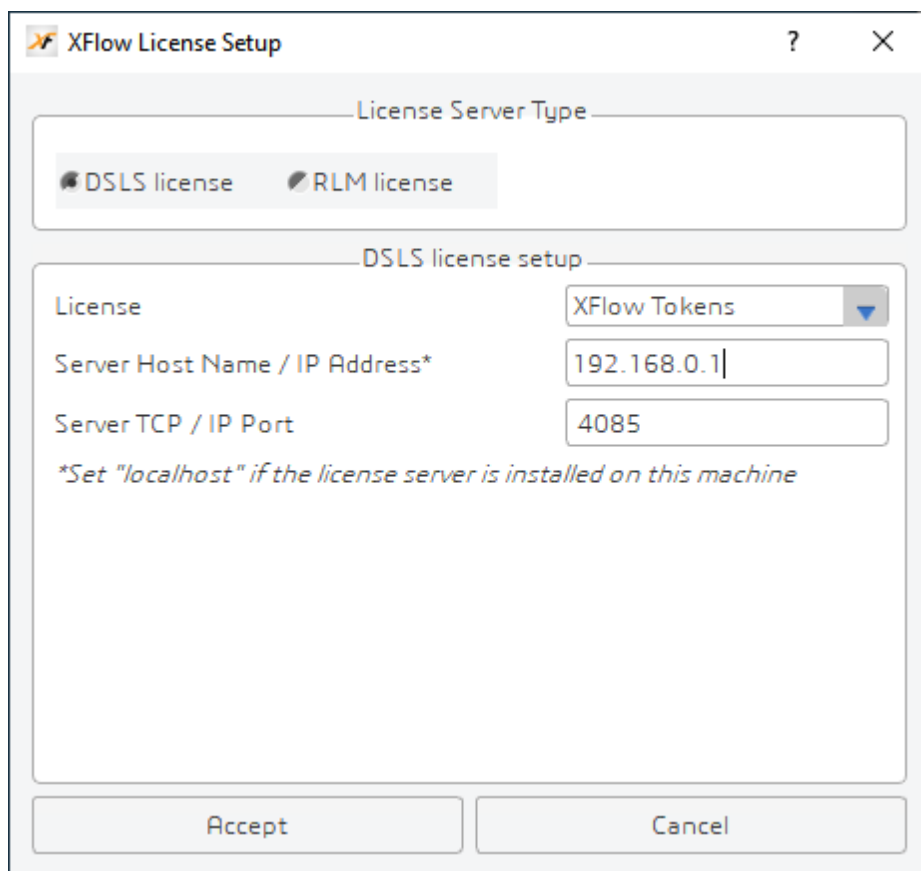 XFlow License Setup ? X
License Server Type
DSLS license RLM license
DSLS license setup
License XFlow Tokens
Server Host Name / IP Address* 192.168.0.1
Server TCP / IP Port 4085
*Set "localhost" if the license server is installed on this machine
Accept Cancel